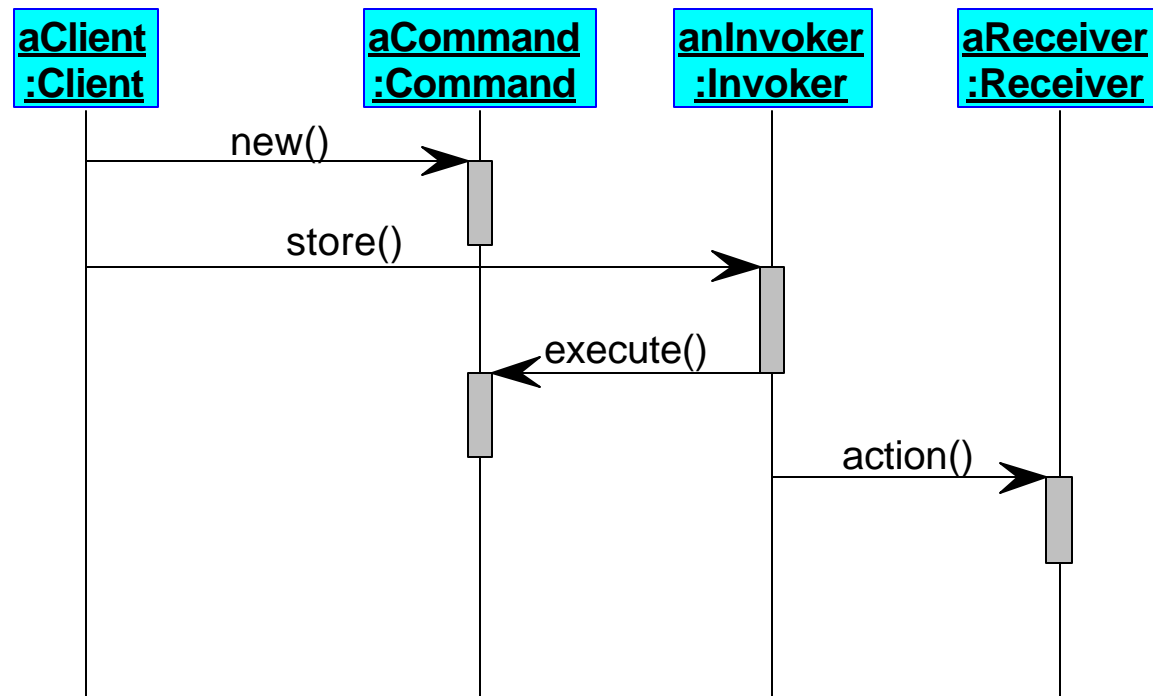 aClient
:Client
aCommand
:Command
anInvoker
:Invoker
aReceiver
:Receiver
new()
store()
execute()
action()